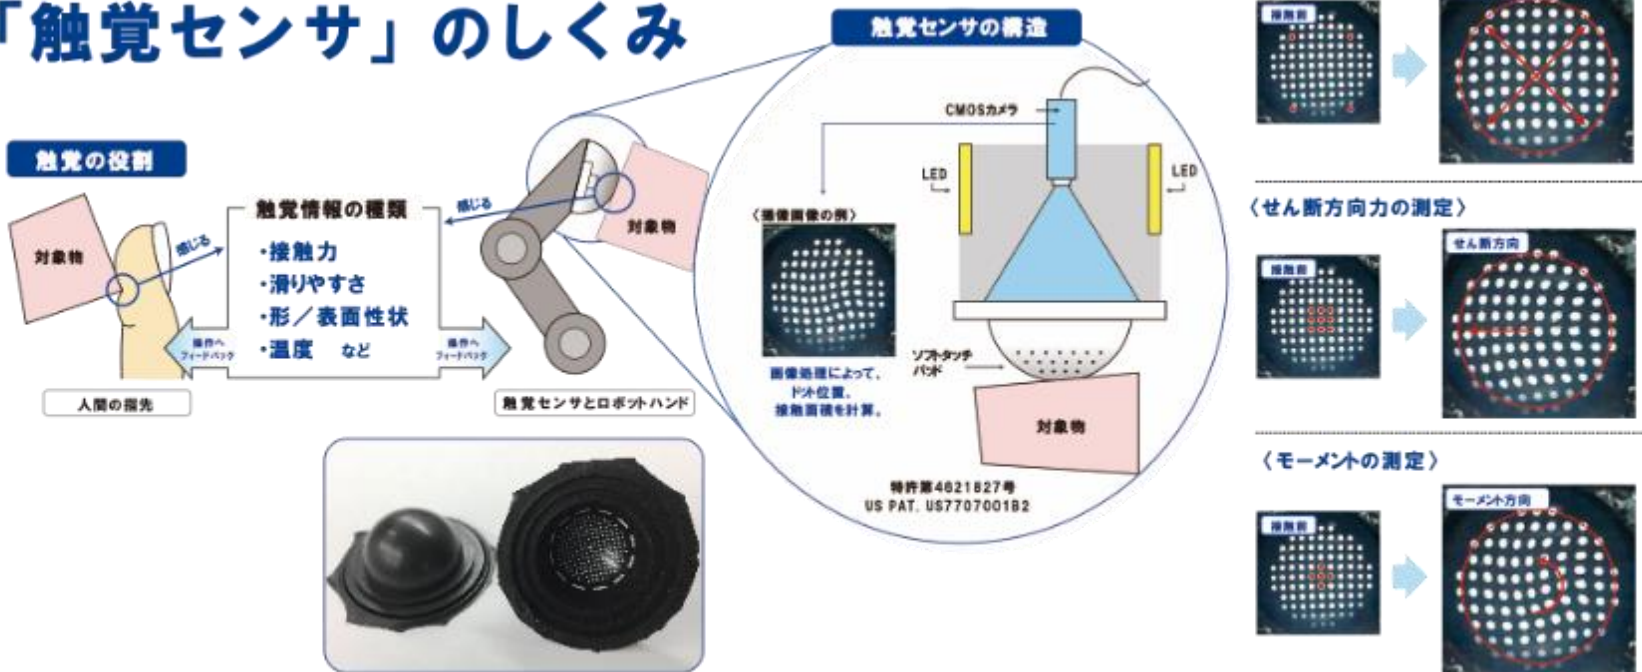 「触覚センサ」のしくみ
触覚の役割
対象物
感じる
触覚情報の種類
・接触力
・滑りやすさ
・形／表面性状
・温度 など
操作へ
フィードバック
操作へ
フィードバック
人間の指先
感じる
対象物
触覚センサとロボットハンド
触覚センサの構造
CMOSカメラ
LED
LED
〈撮像画像の例〉
画像処理によって、
ドット位置、
接触面積を計算。
ソフトタッチ
パッド
対象物
特許第4621827号
US PAT. US7707001B2
接触前
〈せん断方向力の測定〉
接触前
せん断方向
〈モーメントの測定〉
接触前
モーメント方向